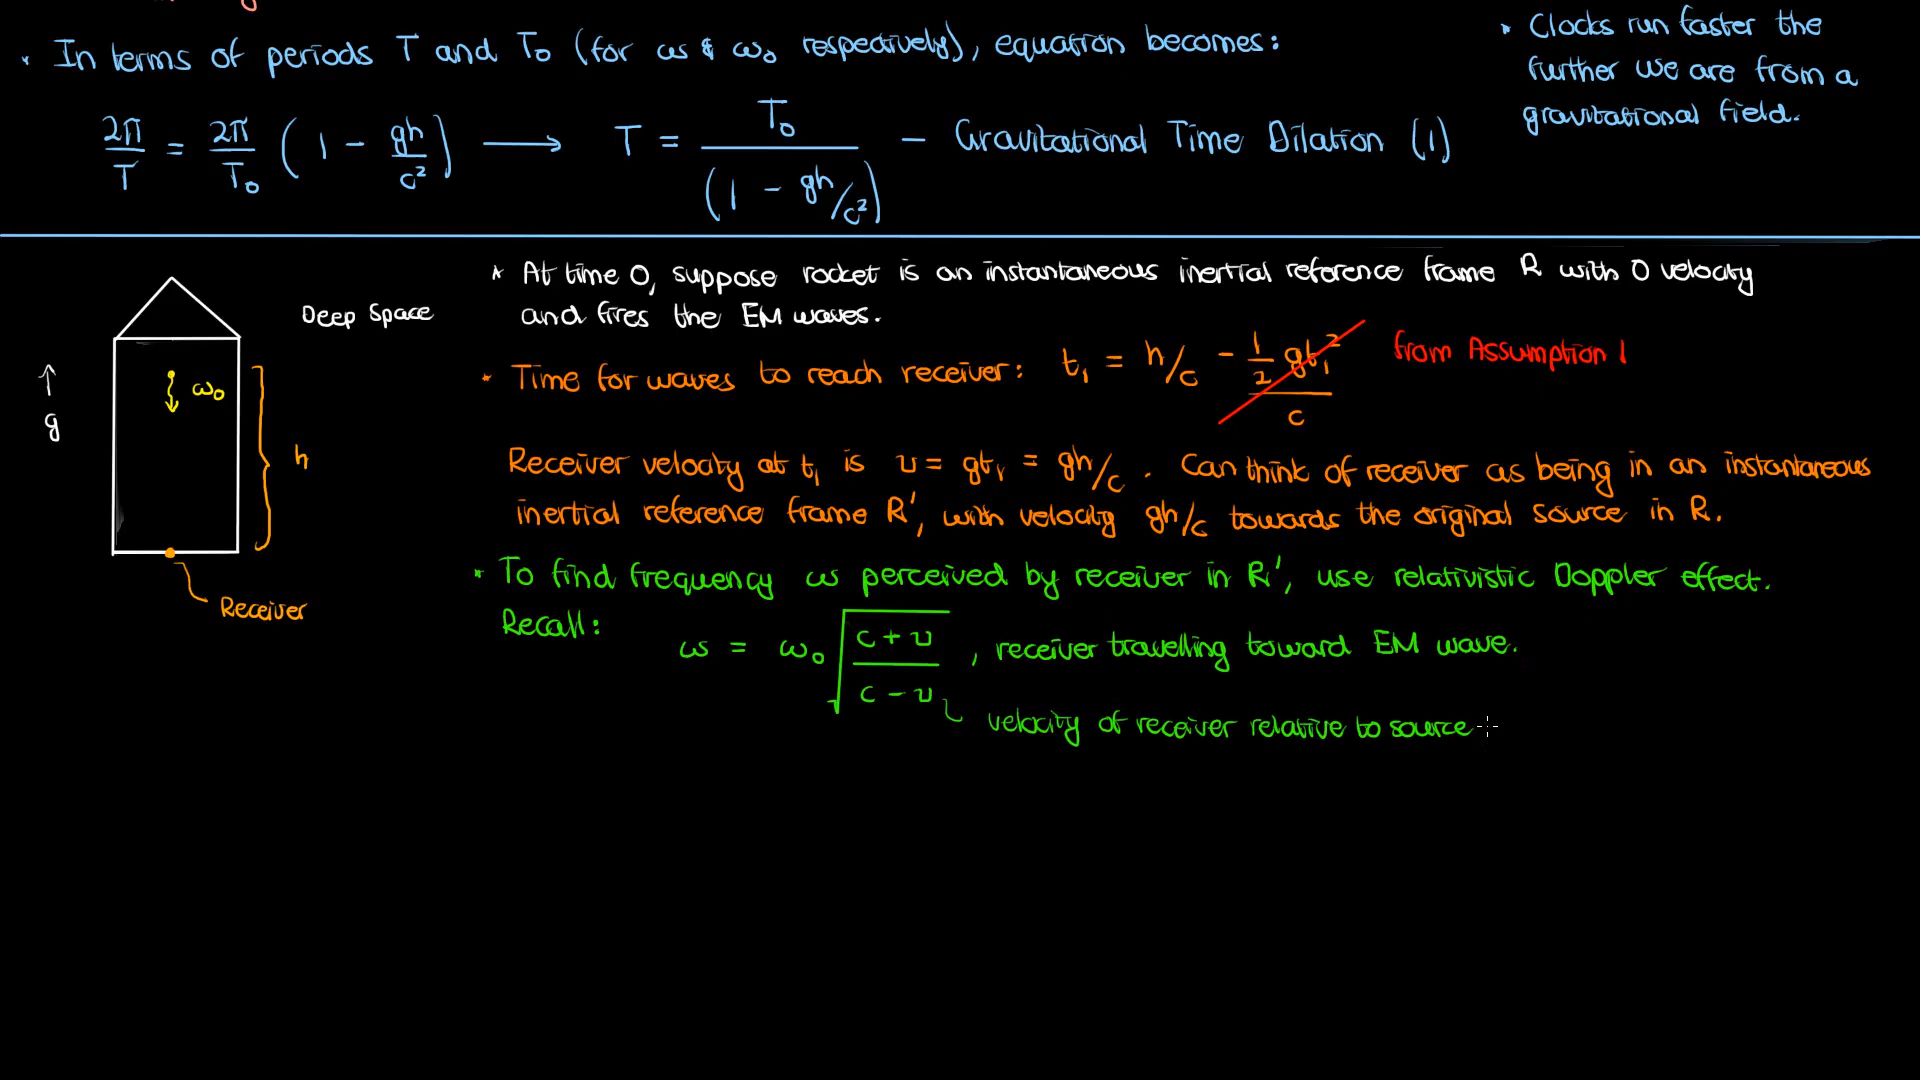 • In terms of periods T and T₀ (for ω & ω₀ respectively), equation becomes:
2π/T = 2π/T₀ (1 - gh/c²) ⟶ T = T₀/(1 - gh/c²) - Gravitational Time Dilation (1)
* Clocks run faster the
further we are from a
gravitational field.
Deep Space
↑
g
ω₀
h
Receiver
* At time 0, suppose rocket is an instantaneous inertial reference frame R with 0 velocity
and fires the EM waves.
• Time for waves to reach receiver: t₁ = h/c - ½gt₁²/c from Assumption 1
Receiver velocity at t₁ is v = gt₁ = gh/c. Can think of receiver as being in an instantaneous
inertial reference frame R', with velocity gh/c towards the original source in R.
* To find frequency ω perceived by receiver in R', use relativistic Doppler effect.
Recall:
ω = ω₀ √((c + v)/(c - v)), receiver travelling toward EM wave.
velocity of receiver relative to source